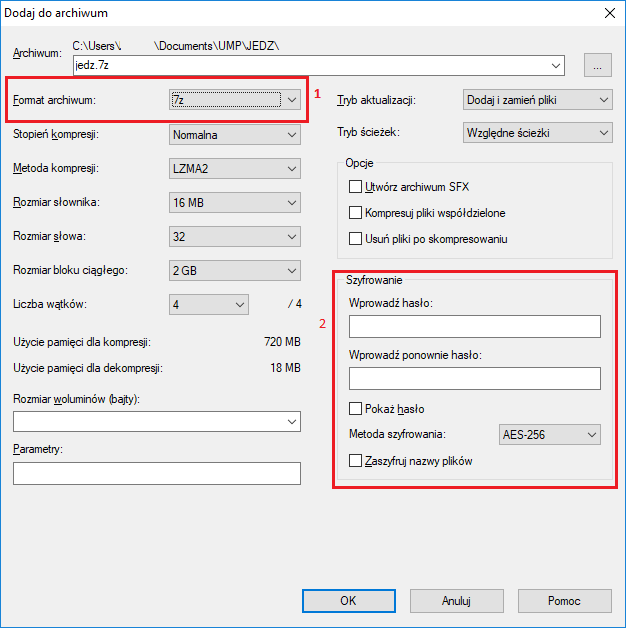 Dodaj do archiwum
Archiwum:
C:\Users\. \Documents\UMP\JEDZ\
jedz.7z
...
Format archiwum: 7z
1
Stopień kompresji: Normalna
Metoda kompresji: LZMA2
Rozmiar słownika: 16 MB
Rozmiar słowa: 32
Rozmiar bloku ciągłego: 2 GB
Liczba wątków: 4 / 4
Użycie pamięci dla kompresji: 720 MB
Użycie pamięci dla dekompresji: 18 MB
Rozmiar woluminów (bajty):
Parametry:
Tryb aktualizacji: Dodaj i zamień pliki
Tryb ścieżek: Względne ścieżki
Opcje
Utwórz archiwum SFX
Kompresuj pliki współdzielone
Usuń pliki po skompresowaniu
2
Szyfrowanie
Wprowadź hasło:
Wprowadź ponownie hasło:
Pokaż hasło
Metoda szyfrowania: AES-256
Zaszyfruj nazwy plików
OK
Anuluj
Pomoc